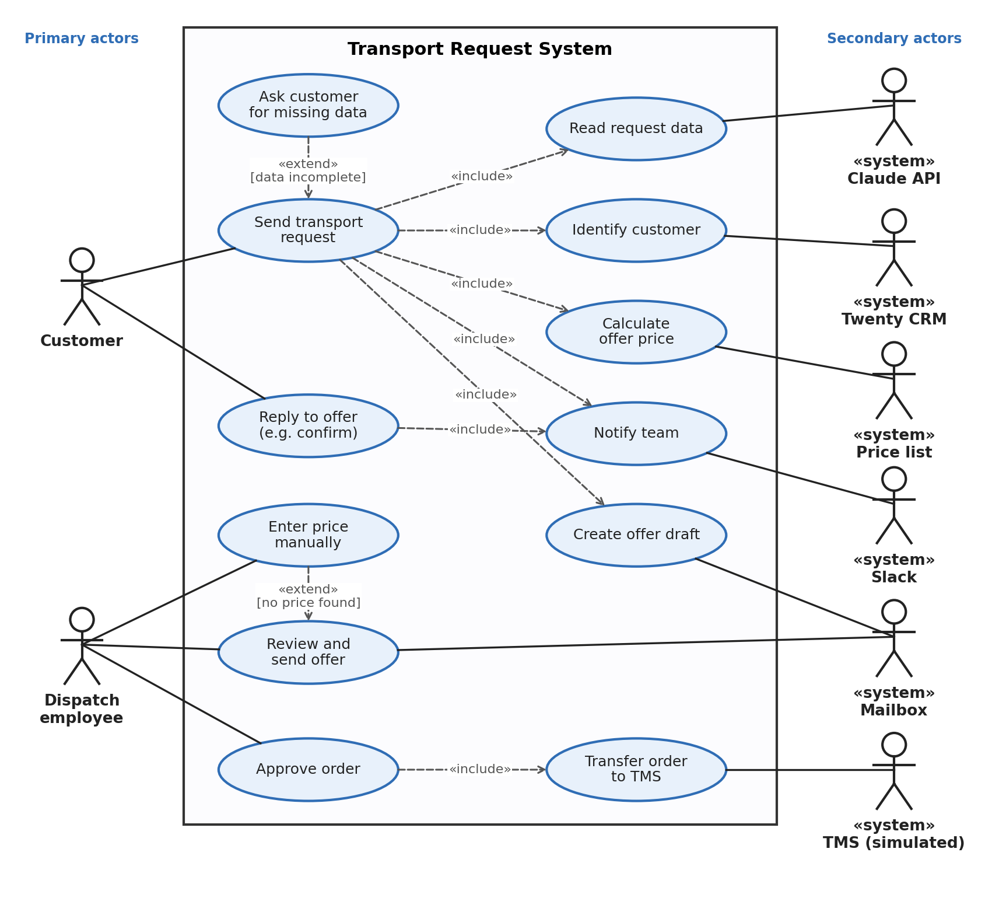 Primary actors
Secondary actors
Transport Request System
Ask customer
for missing data
Read request data
«system»
Claude API
«extend»
[data incomplete]
«include»
Send transport
request
«include»
Identify customer
«system»
Twenty CRM
«include»
Customer
Calculate
offer price
«include»
«system»
Price list
«include»
Reply to offer
(e.g. confirm)
«include»
Notify team
Enter price
manually
Create offer draft
«system»
Slack
«extend»
[no price found]
Review and
send offer
Dispatch
employee
«system»
Mailbox
Approve order
«include»
Transfer order
to TMS
«system»
TMS (simulated)